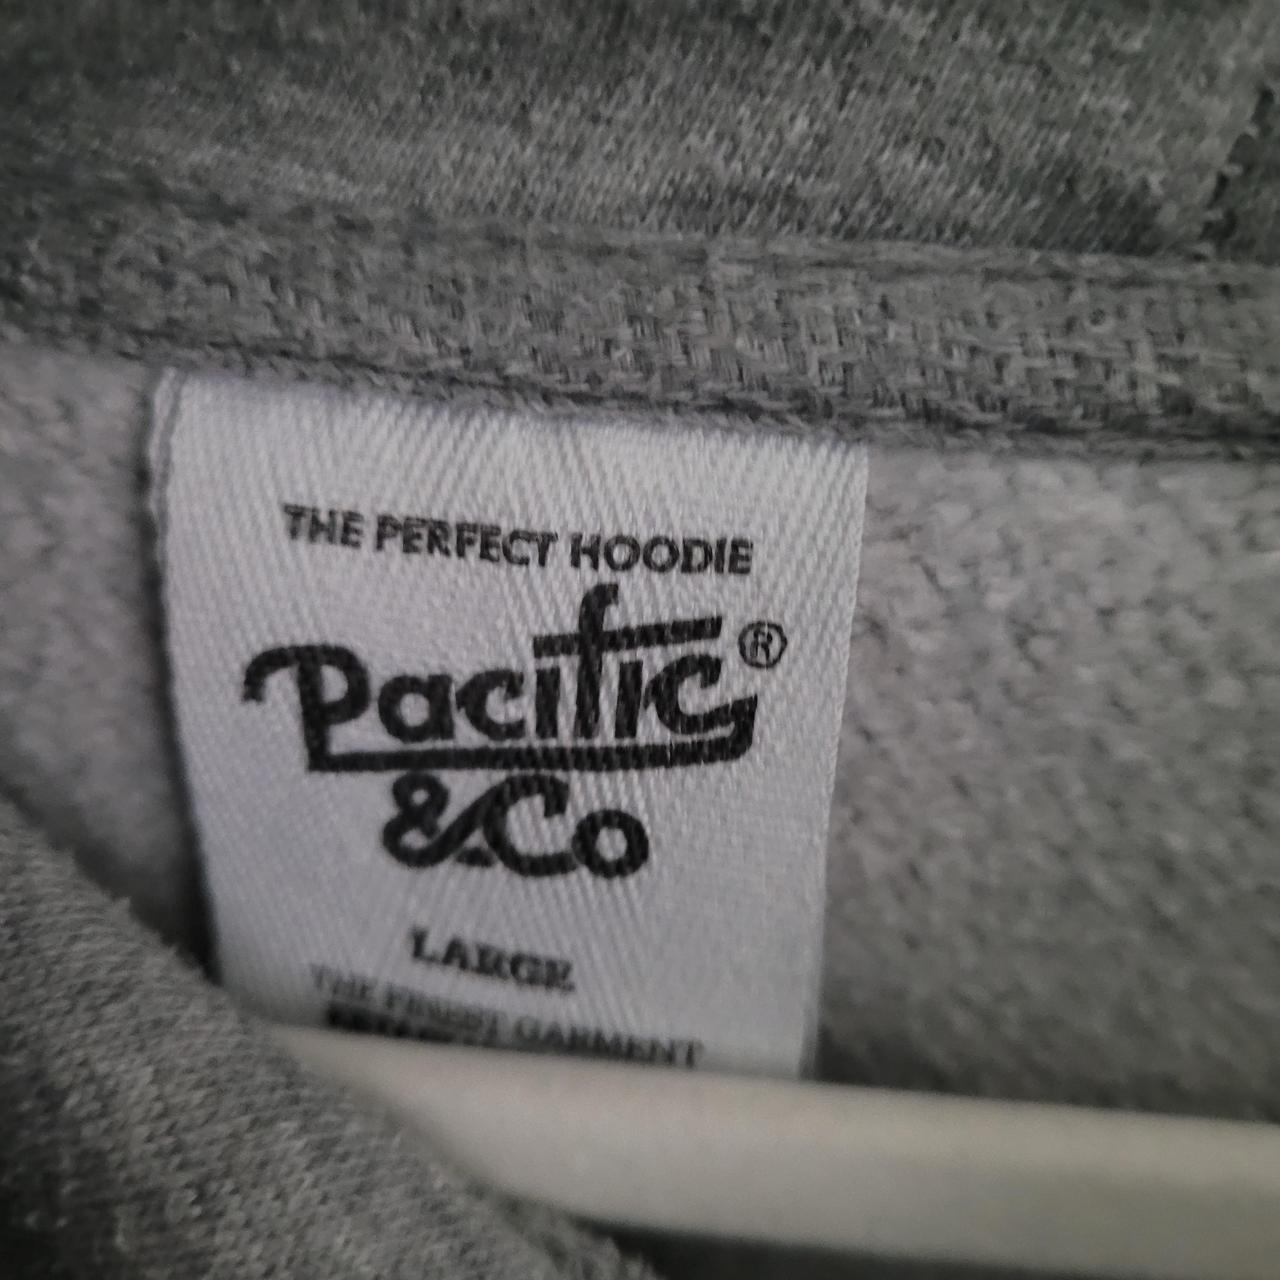 THE PERFECT HOODIE
Pacific®
&Co
LARGE
THE FINEST GARMENT